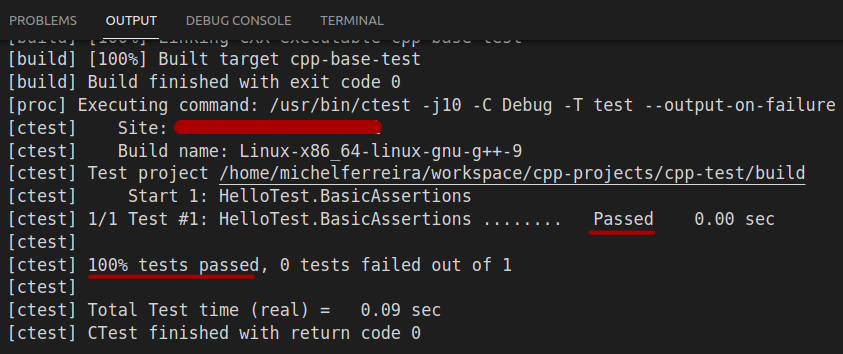 PROBLEMS OUTPUT DEBUG CONSOLE TERMINAL
[build] [100%] Linking CXX executable cpp-base-test
[build] [100%] Built target cpp-base-test
[build] Build finished with exit code 0
[proc] Executing command: /usr/bin/ctest -j10 -C Debug -T test --output-on-failure
[ctest] Site:
[ctest] Build name: Linux-x86_64-linux-gnu-g++-9
[ctest] Test project /home/michelferreira/workspace/cpp-projects/cpp-test/build
[ctest] Start 1: HelloTest.BasicAssertions
[ctest] 1/1 Test #1: HelloTest.BasicAssertions ........ Passed 0.00 sec
[ctest]
[ctest] 100% tests passed, 0 tests failed out of 1
[ctest]
[ctest] Total Test time (real) = 0.09 sec
[ctest] CTest finished with return code 0